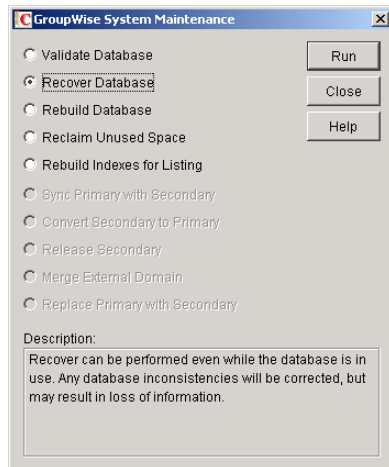 GroupWise System Maintenance
Validate Database
Run
Recover Database
Close
Rebuild Database
Help
Reclaim Unused Space
Rebuild Indexes for Listing
Sync Primary with Secondary
Convert Secondary to Primary
Release Secondary
Merge External Domain
Replace Primary with Secondary
Description:
Recover can be performed even while the database is in
use. Any database inconsistencies will be corrected, but
may result in loss of information.